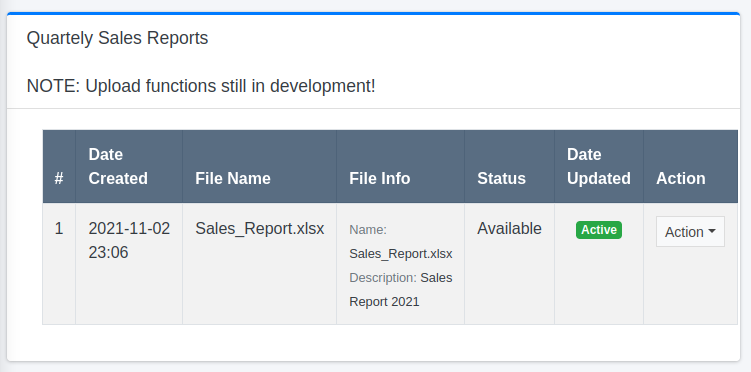 Quartely Sales Reports
NOTE: Upload functions still in development!
# Date Created File Name File Info Status Date Updated Action
1 2021-11-02 23:06 Sales_Report.xlsx Name: Sales_Report.xlsx Description: Sales Report 2021 Available Active Action